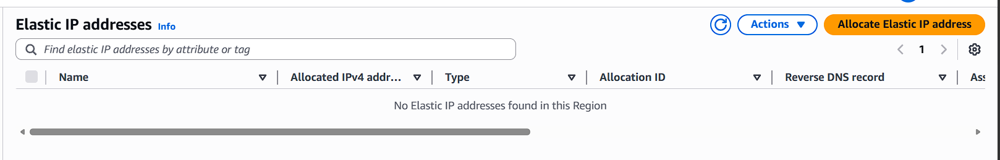 Elastic IP addresses Info
Actions
Allocate Elastic IP address
Find elastic IP addresses by attribute or tag
1
Name Allocated IPv4 addr... Type Allocation ID Reverse DNS record Ass
No Elastic IP addresses found in this Region